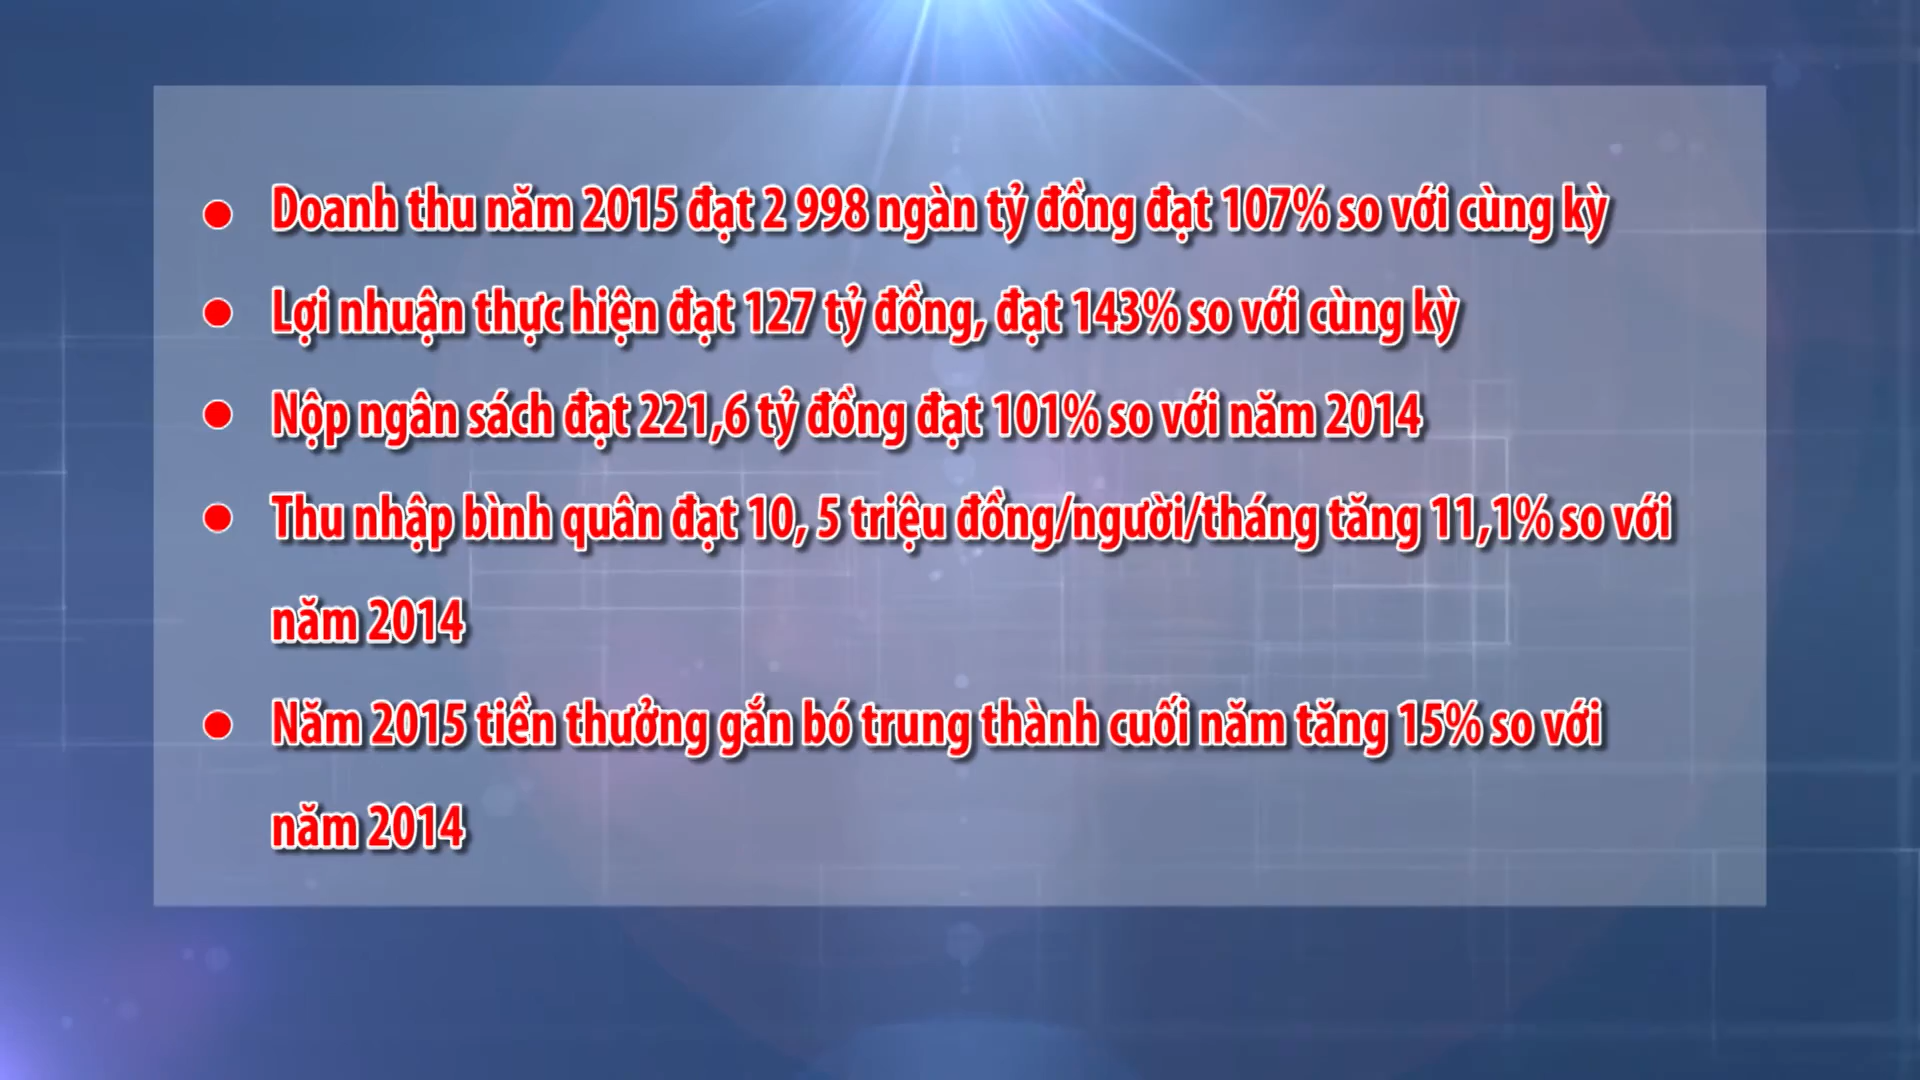 • Doanh thu năm 2015 đạt 2 998 ngàn tỷ đồng đạt 107% so với cùng kỳ
• Lợi nhuận thực hiện đạt 127 tỷ đồng, đạt 143% so với cùng kỳ
• Nộp ngân sách đạt 221,6 tỷ đồng đạt 101% so với năm 2014
• Thu nhập bình quân đạt 10, 5 triệu đồng/người/tháng tăng 11,1% so với
năm 2014
• Năm 2015 tiền thưởng gắn bó trung thành cuối năm tăng 15% so với
năm 2014